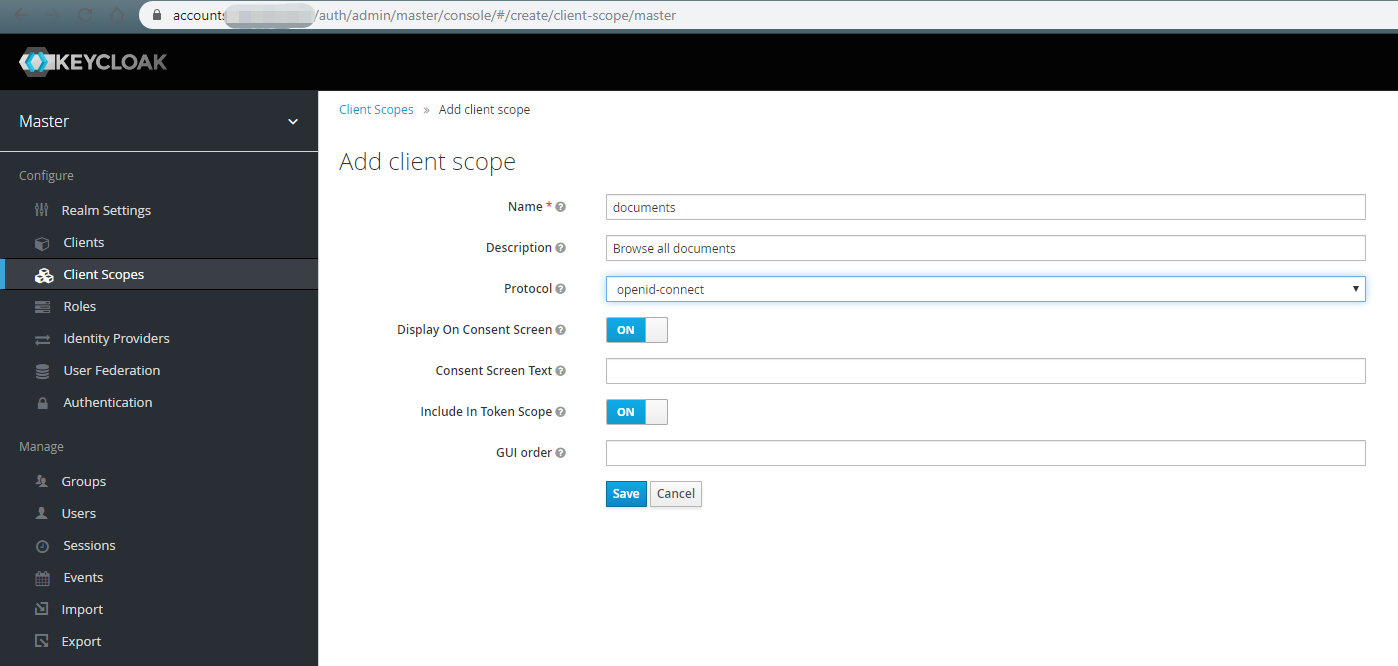 accounts /auth/admin/master/console/#/create/client-scope/master
KEYCLOAK
Master
Configure
Realm Settings
Clients
Client Scopes
Roles
Identity Providers
User Federation
Authentication
Manage
Groups
Users
Sessions
Events
Import
Export
Client Scopes » Add client scope
Add client scope
Name * documents
Description Browse all documents
Protocol openid-connect
Display On Consent Screen ON
Consent Screen Text
Include In Token Scope ON
GUI order
Save Cancel